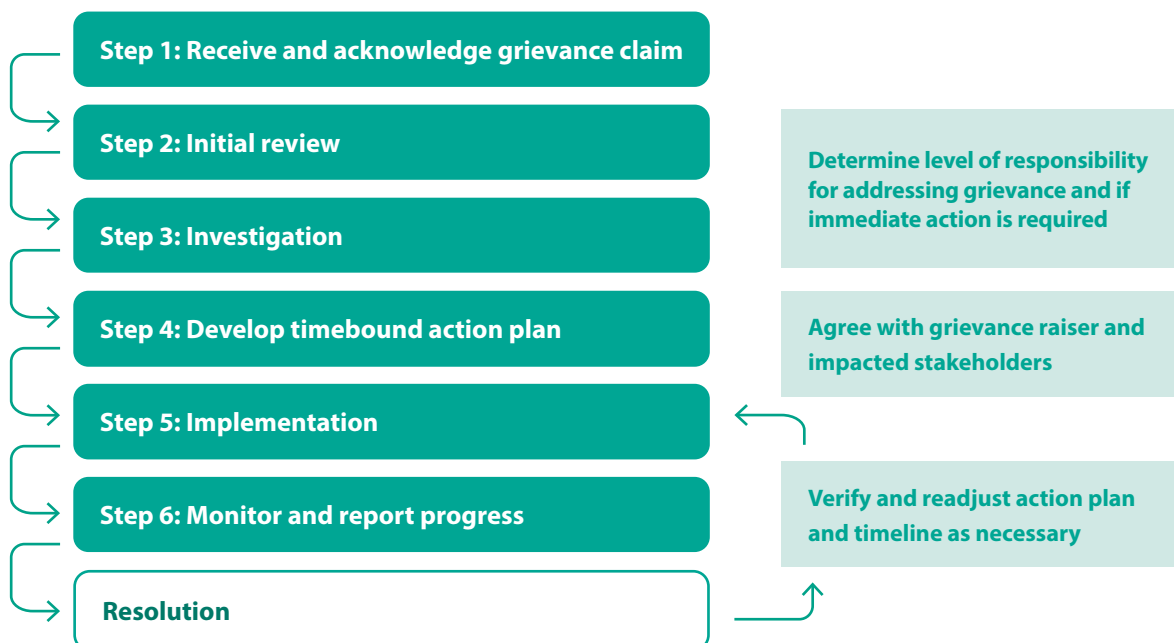 Step 1: Receive and acknowledge grievance claim
Step 2: Initial review
Step 3: Investigation
Step 4: Develop timebound action plan
Step 5: Implementation
Step 6: Monitor and report progress
Resolution
Determine level of responsibility
for addressing grievance and if
immediate action is required
Agree with grievance raiser and
impacted stakeholders
Verify and readjust action plan
and timeline as necessary